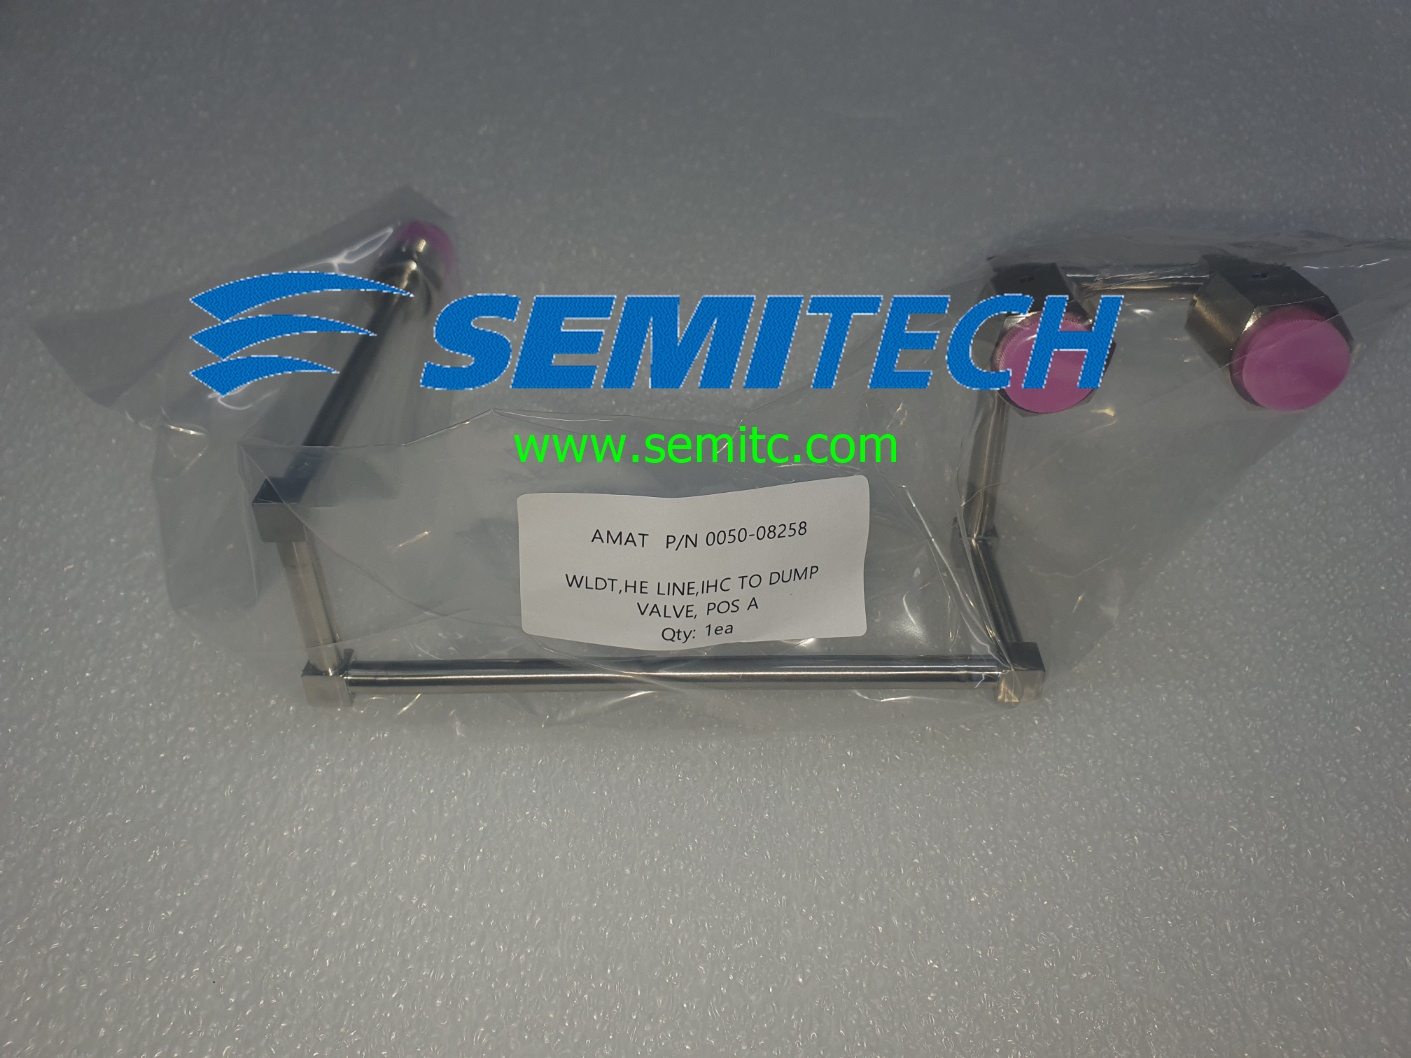 SEMITECH
www.semitc.com
AMAT P/N 0050-08258
WLDT,HE LINE,IHC TO DUMP
VALVE, POS A
Qty: 1ea